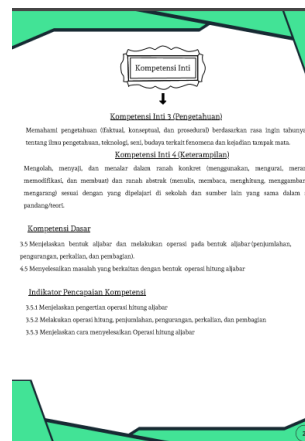 Kompetensi Inti
Kompetensi Inti 3 (Pengetahuan)
Memahami pengetahuan (faktual, konseptual, dan prosedural) berdasarkan rasa ingin tahunya
tentang ilmu pengetahuan, teknologi, seni, budaya terkait fenomena dan kejadian tampak mata.
Kompetensi Inti 4 (Keterampilan)
Mengolah, menyaji, dan menalar dalam ranah konkret (menggunakan, mengurai,
memodifikasi, dan membuat) dan ranah abstrak (menulis, membaca, menghitung, menggambar
mengarang) sesuai dengan yang dipelajari di sekolah dan sumber lain yang sama dalam
pandang/teori.
Kompetensi Dasar
3.5 Menjelaskan bentuk aljabar dan melakukan operasi pada bentuk aljabar (penjumlahan,
pengurangan, perkalian, dan pembagian).
4.5 Menyelesaikan masalah yang berkaitan dengan bentuk operasi hitung aljabar
Indikator Pencapaian Kompetensi
3.5.1 Menjelaskan pengertian operasi hitung aljabar
3.5.2 Melakukan operasi hitung, penjumlahan, pengurangan, perkalian, dan pembagian
3.5.3 Menjelaskan cara menyelesaikan Operasi hitung aljabar